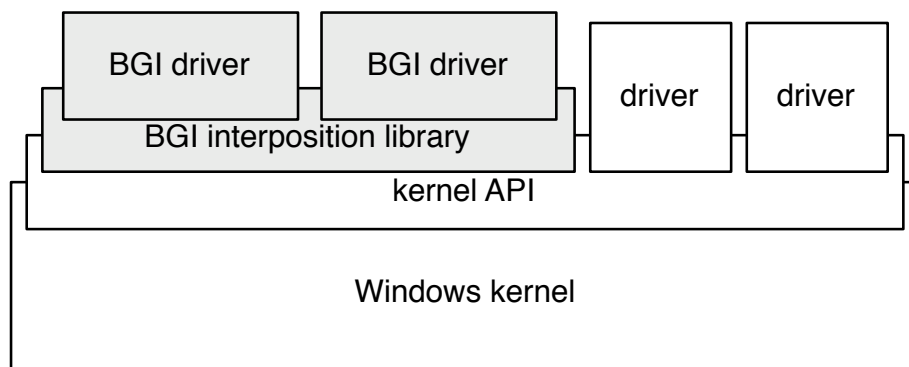 BGI driver
BGI driver
driver
driver
BGI interposition library
kernel API
Windows kernel